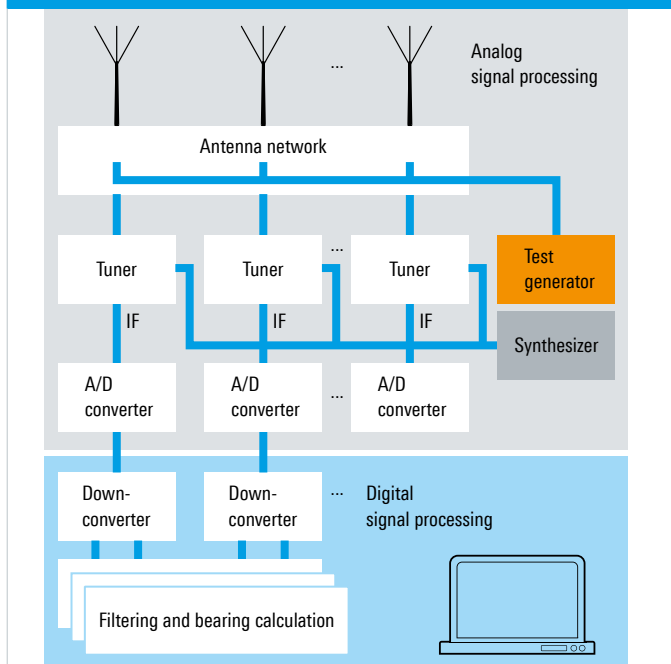 ...
Analog
signal processing
Antenna network
Tuner
Tuner
...
Tuner
Test
generator
IF
IF
IF
Synthesizer
A/D
converter
A/D
converter
...
A/D
converter
Down-
converter
Down-
converter
...
Digital
signal processing
Filtering and bearing calculation